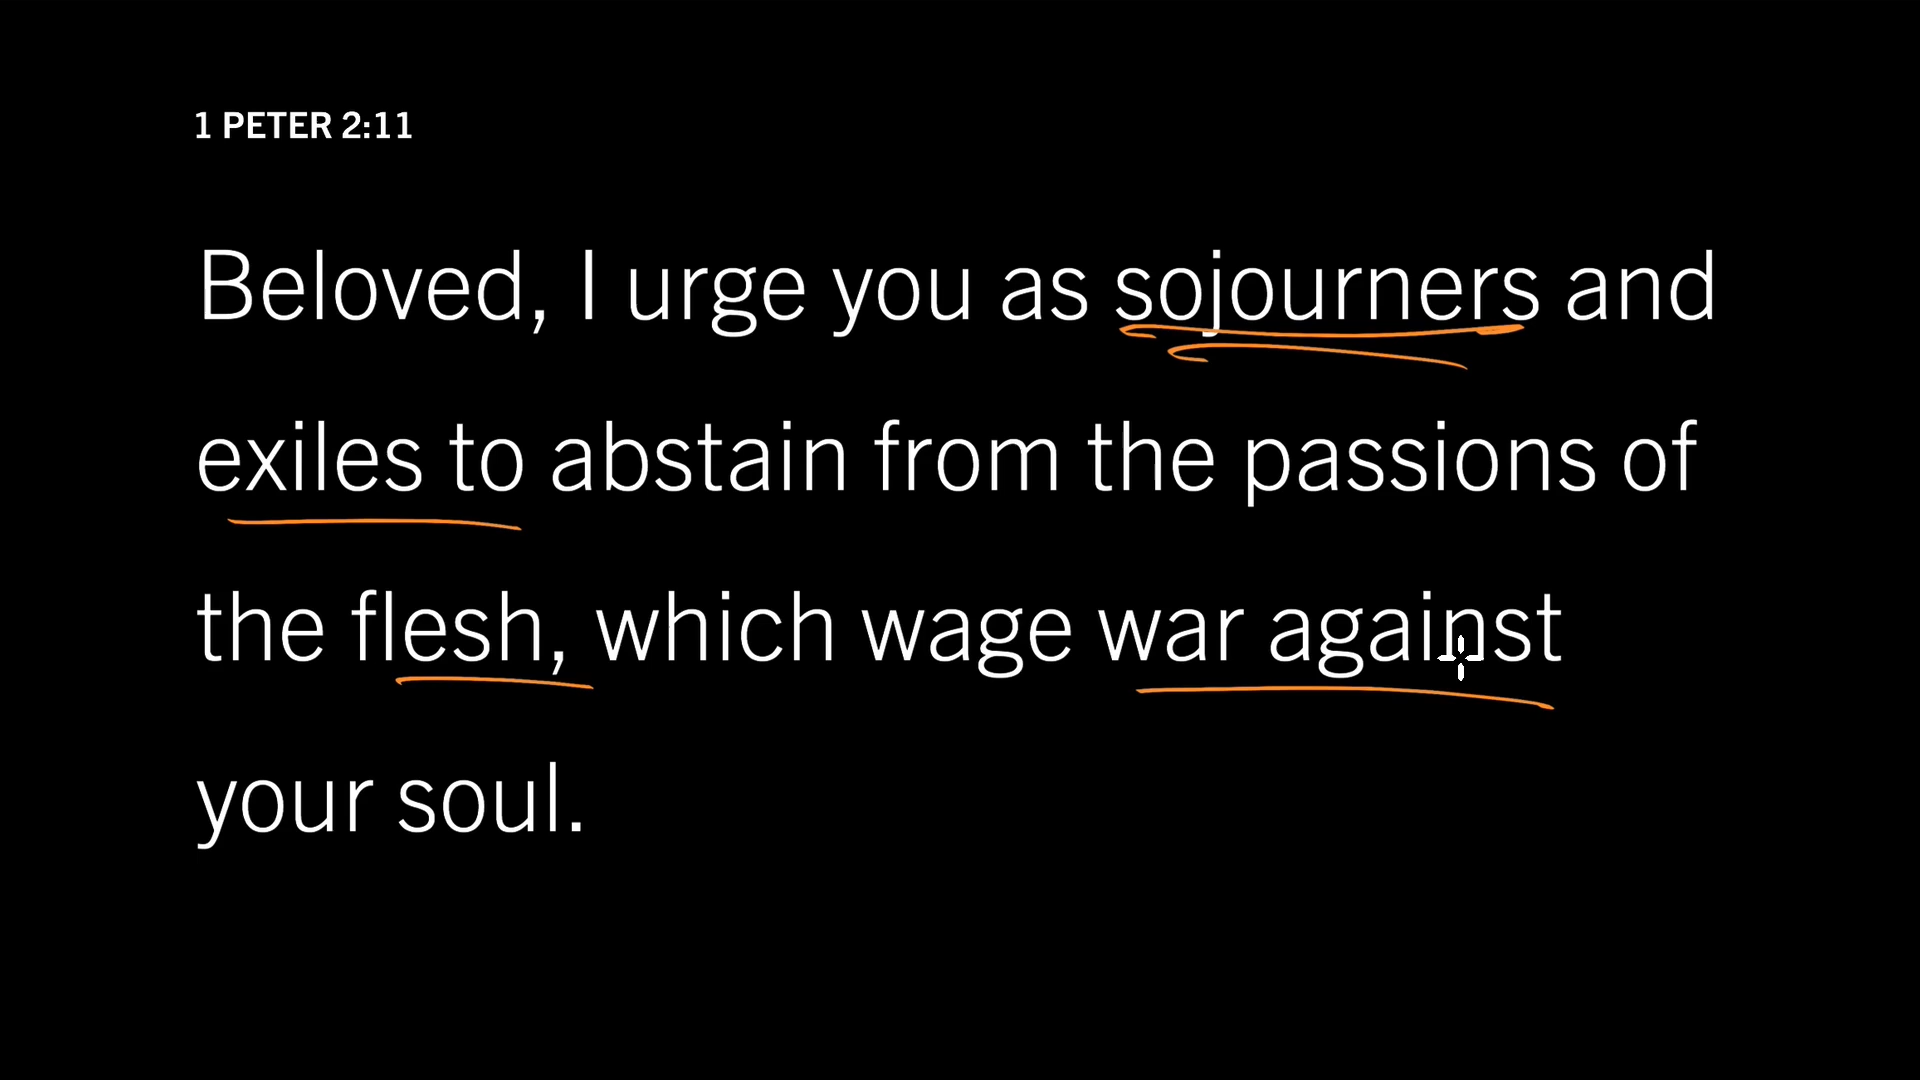 1 PETER 2:11
Beloved, I urge you as sojourners and
exiles to abstain from the passions of
the flesh, which wage war against
your soul.